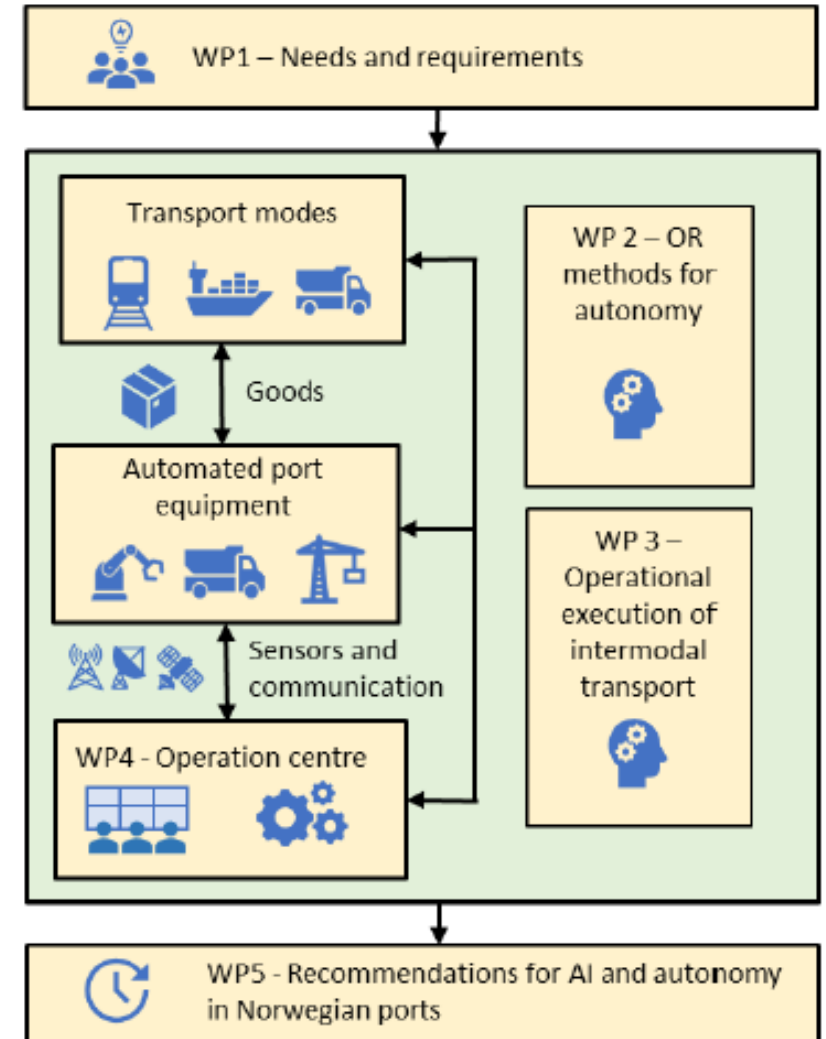 WP1 – Needs and requirements
Transport modes
Goods
Automated port
equipment
Sensors and
communication
WP4 - Operation centre
WP 2 – OR
methods for
autonomy
WP 3 –
Operational
execution of
intermodal
transport
WP5 - Recommendations for AI and autonomy
in Norwegian ports